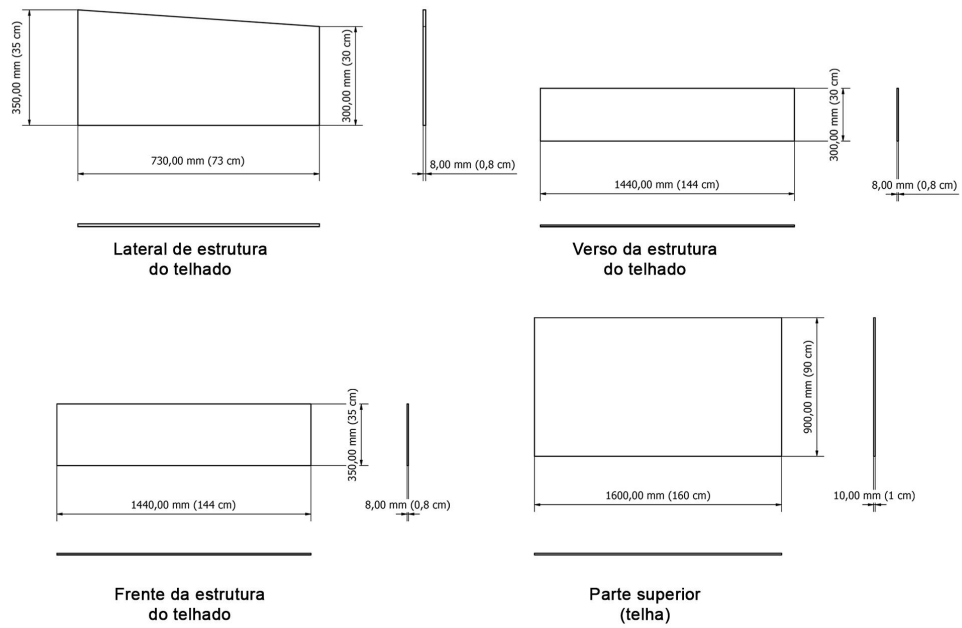 350,00 mm (35 cm)
300,00 mm (30 cm)
730,00 mm (73 cm)
8,00 mm (0,8 cm)
Lateral de estrutura
do telhado
300,00 mm (30 cm)
1440,00 mm (144 cm)
8,00 mm (0,8 cm)
Verso da estrutura
do telhado
350,00 mm (35 cm)
1440,00 mm (144 cm)
8,00 mm (0,8 cm)
Frente da estrutura
do telhado
900,00 mm (90 cm)
1600,00 mm (160 cm)
10,00 mm (1 cm)
Parte superior
(telha)